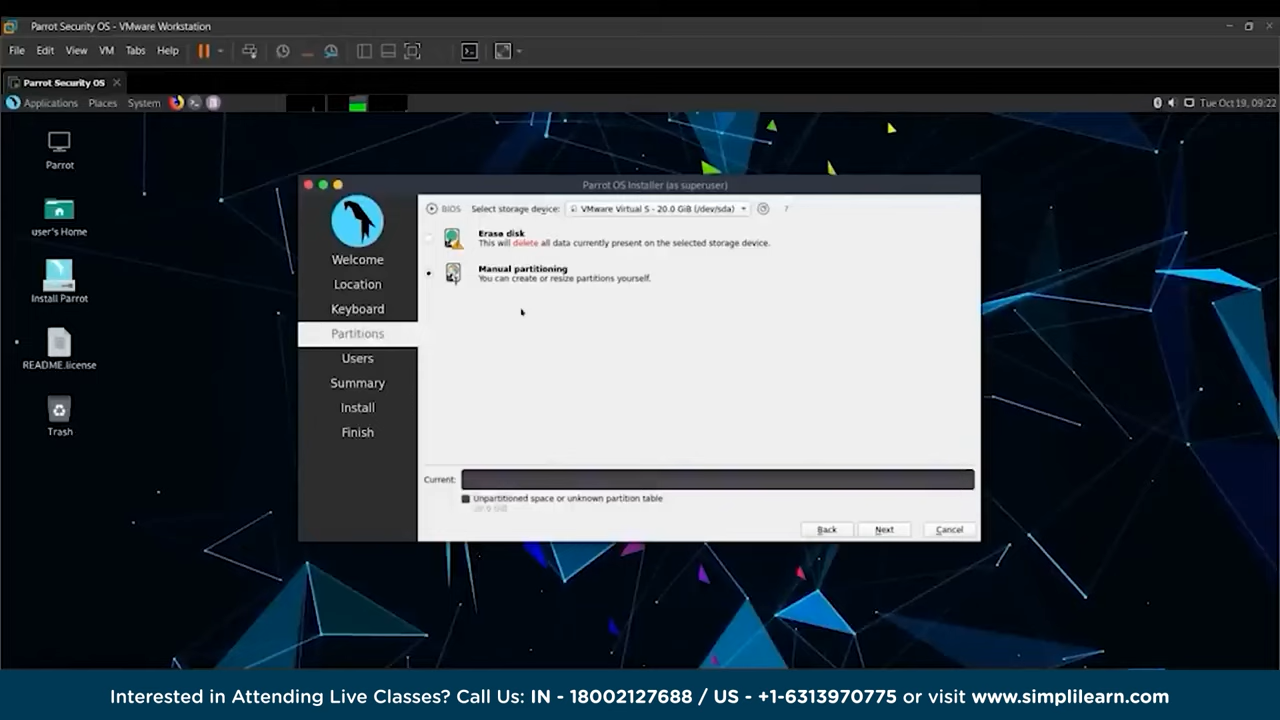 Parrot Security OS - VMware Workstation
File Edit View VM Tabs Help
Parrot Security OS
Applications Places System
Tue Oct 19, 09:22
Parrot
user's Home
Install Parrot
README.license
Trash
Parrot OS Installer (as superuser)
Welcome
Location
Keyboard
Partitions
Users
Summary
Install
Finish
BIOS Select storage device: VMware Virtual S - 20.0 GiB (/dev/sda)
Erase disk
This will delete all data currently present on the selected storage device.
Manual partitioning
You can create or resize partitions yourself.
Current:
Unpartitioned space or unknown partition table
20.0 GiB
Back Next Cancel
Interested in Attending Live Classes? Call Us: IN - 18002127688 / US - +1-6313970775 or visit www.simplilearn.com